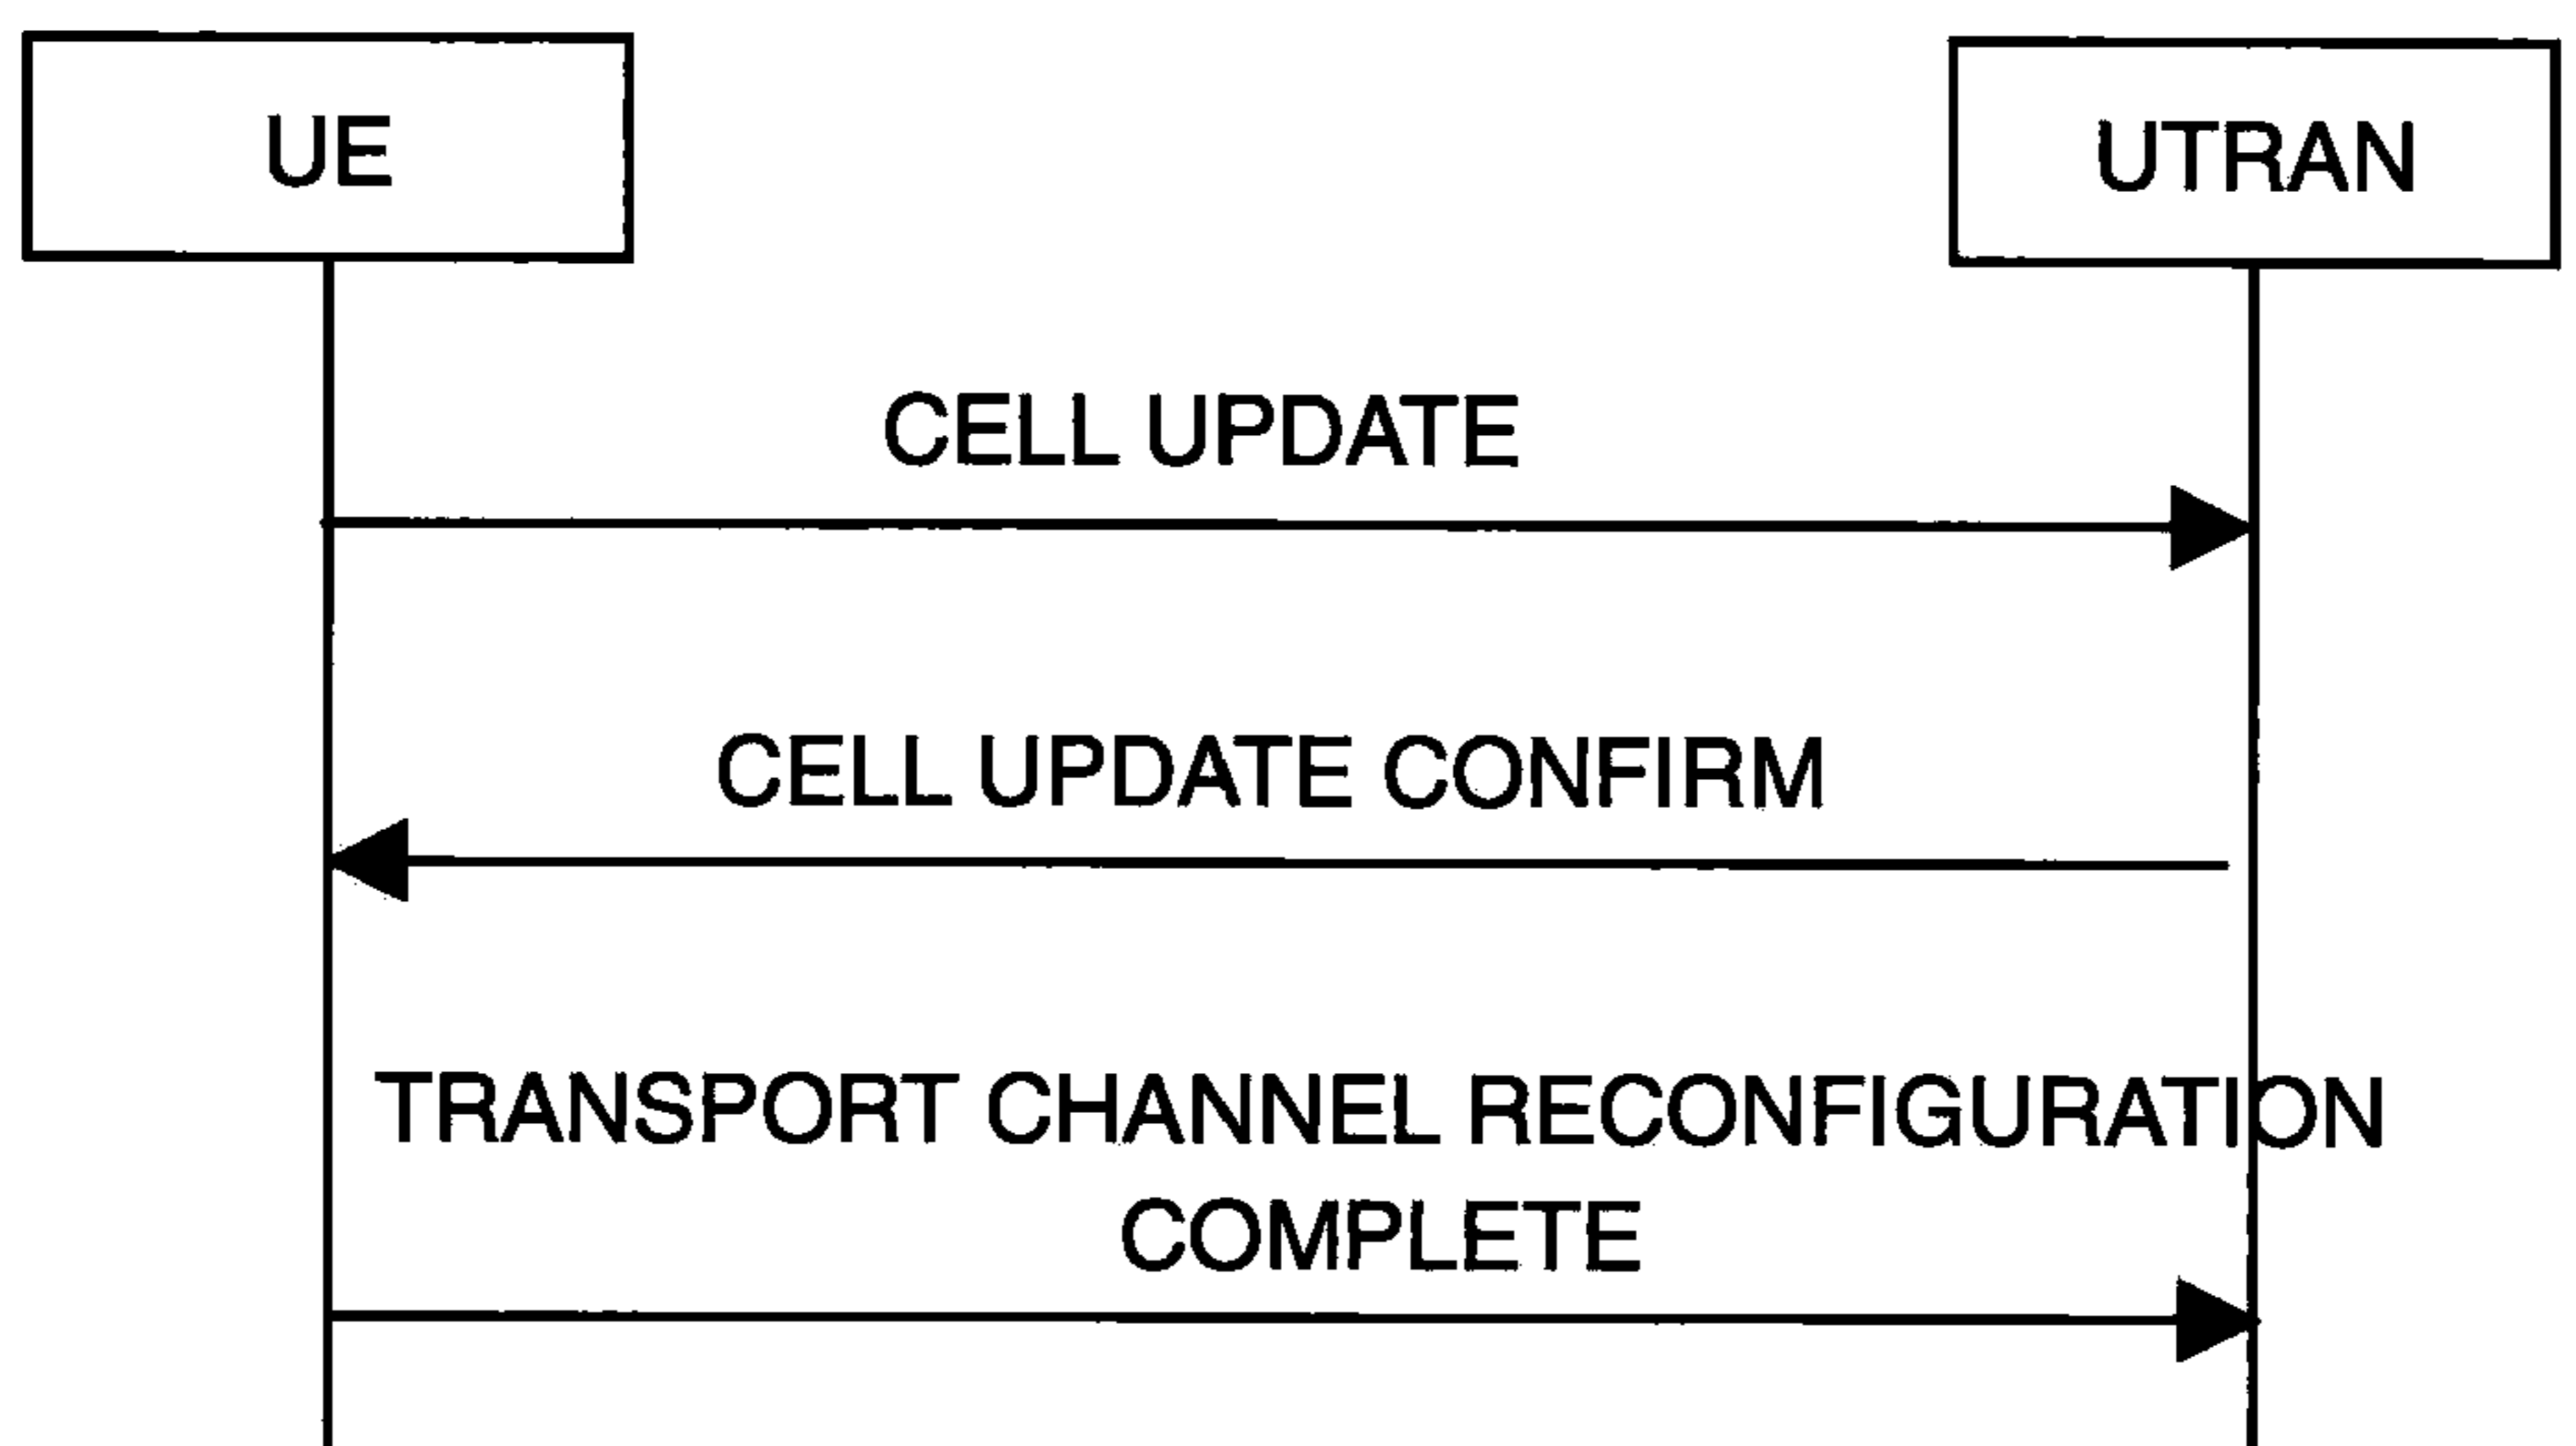 UE
UTRAN
CELL UPDATE
CELL UPDATE CONFIRM
TRANSPORT CHANNEL RECONFIGURATION
COMPLETE